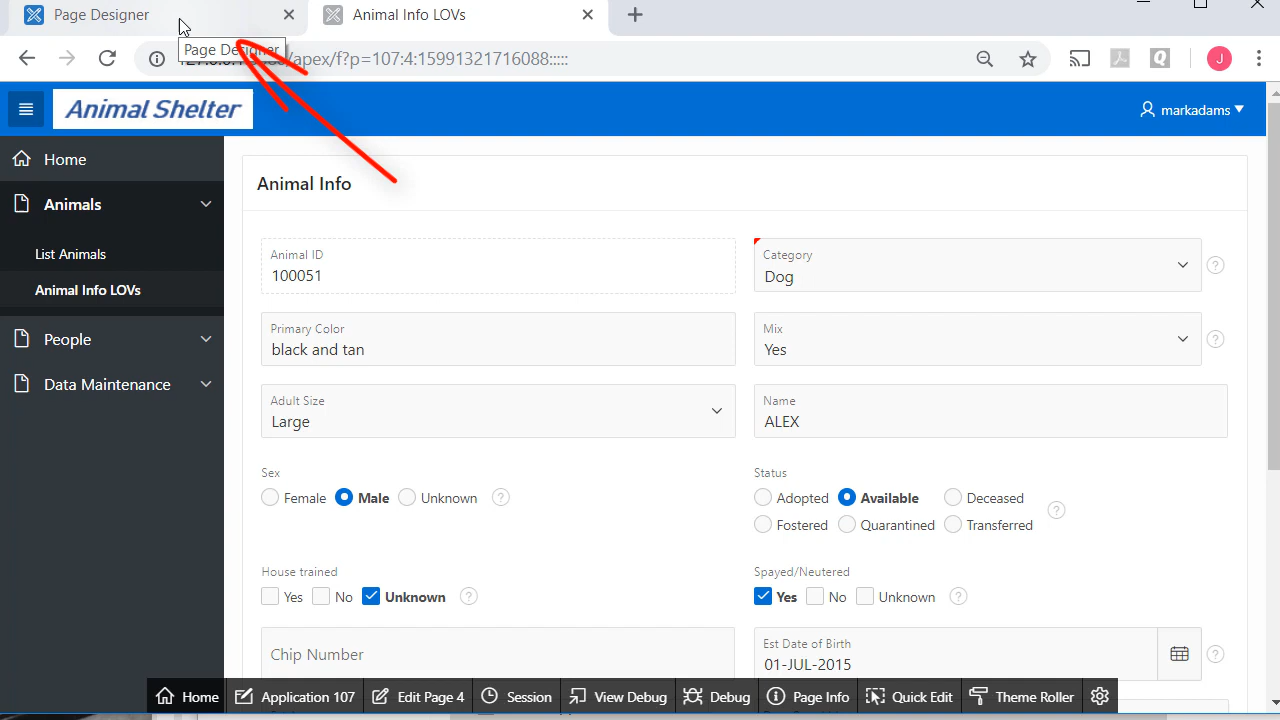 Page Designer
Animal Info LOVs
Page Designer
/apex/f?p=107:4:15991321716088:::::
J
Animal Shelter
markadams
Home
Animals
List Animals
Animal Info LOVs
People
Data Maintenance
Animal Info
Animal ID
100051
Category
Dog
?
Primary Color
black and tan
Mix
Yes
?
Adult Size
Large
Name
ALEX
Sex
Female Male Unknown ?
Status
Adopted Available Deceased
Fostered Quarantined Transferred
?
House trained
Yes No Unknown ?
Spayed/Neutered
Yes No Unknown ?
Chip Number
Est Date of Birth
01-JUL-2015
?
Home Application 107 Edit Page 4 Session View Debug Debug Page Info Quick Edit Theme Roller